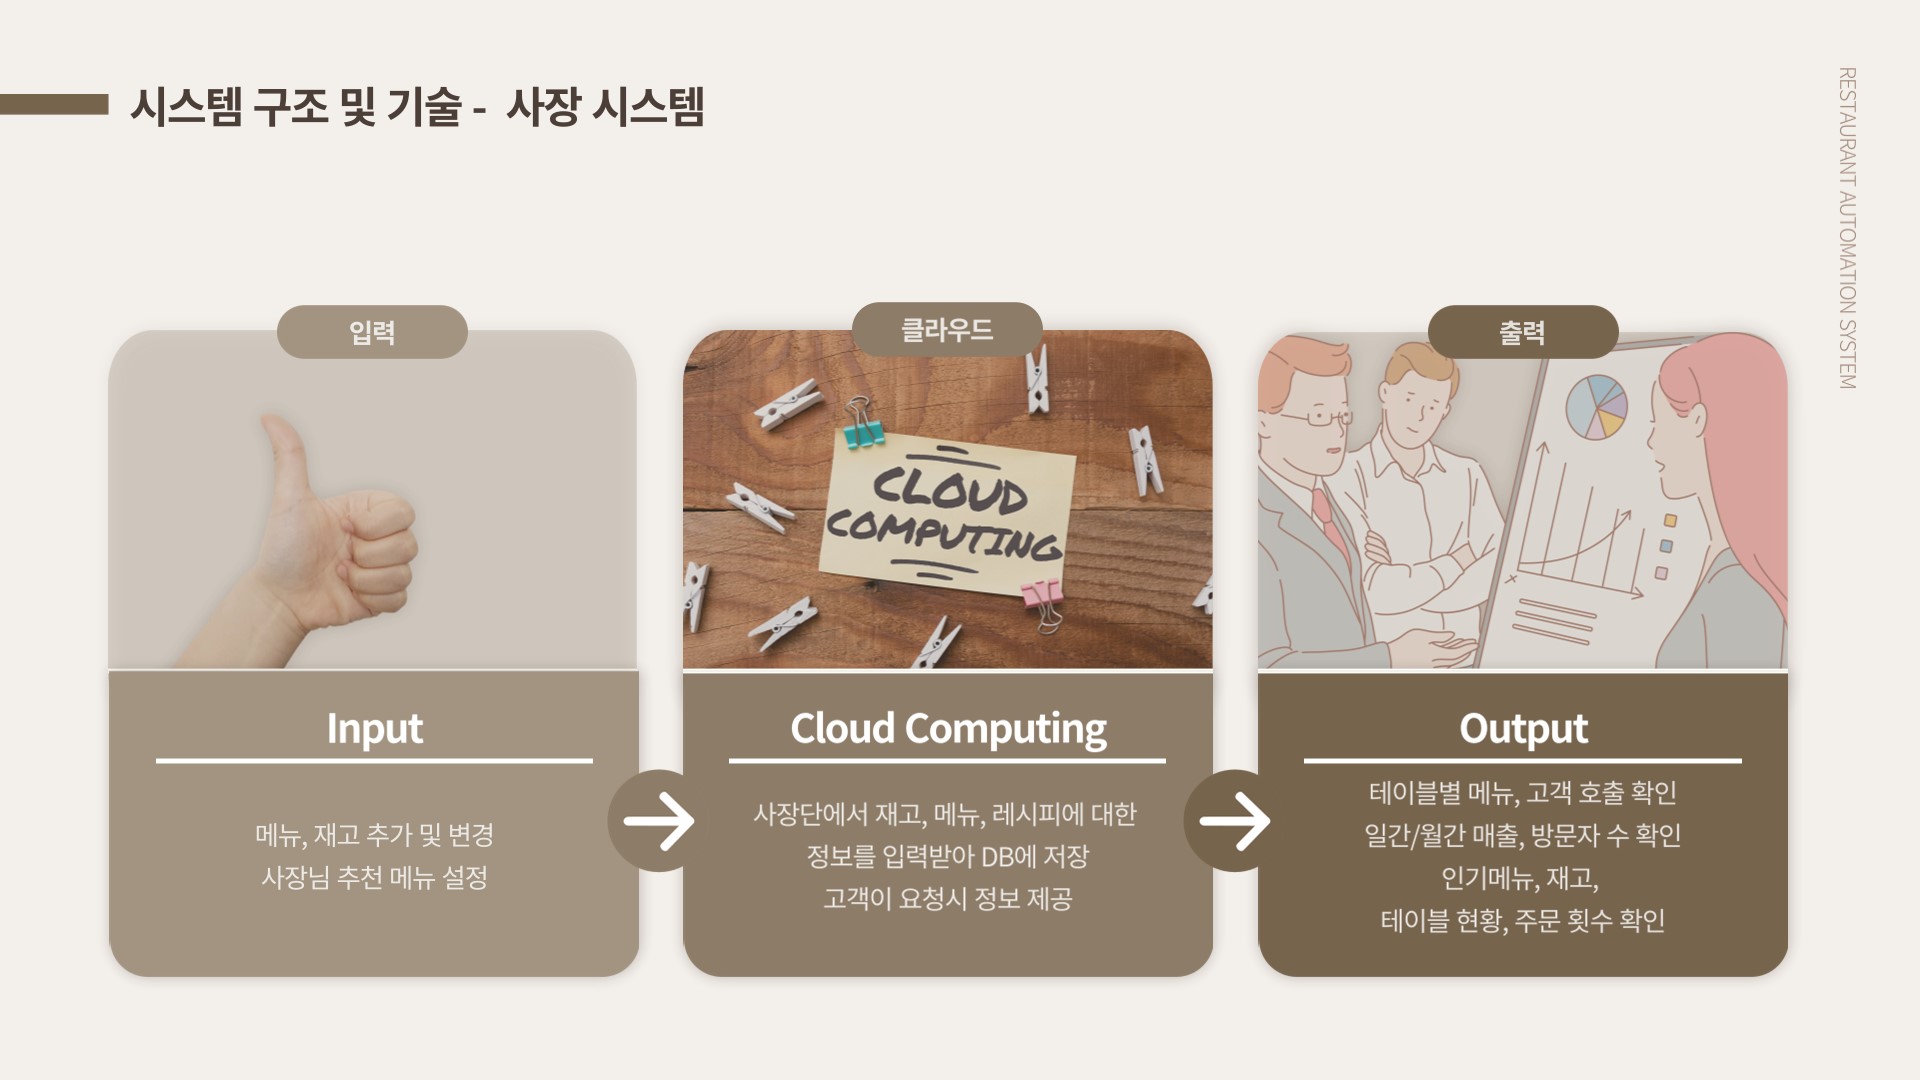 시스템 구조 및 기술 - 사장 시스템
RESTAURANT AUTOMATION SYSTEM
입력
Input
메뉴, 재고 추가 및 변경
사장님 추천 메뉴 설정
클라우드
CLOUD
COMPUTING
Cloud Computing
사장단에서 재고, 메뉴, 레시피에 대한
정보를 입력받아 DB에 저장
고객이 요청시 정보 제공
출력
Output
테이블별 메뉴, 고객 호출 확인
일간/월간 매출, 방문자 수 확인
인기메뉴, 재고,
테이블 현황, 주문 횟수 확인